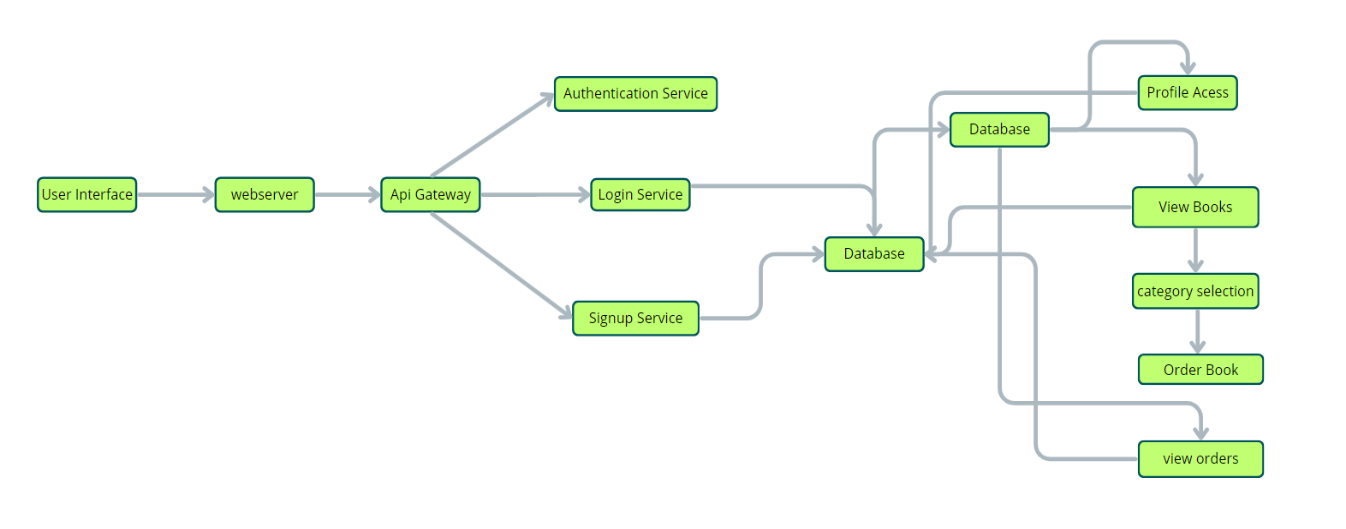 User Interface
webserver
Api Gateway
Authentication Service
Login Service
Signup Service
Database
Database
Profile Acess
View Books
category selection
Order Book
view orders